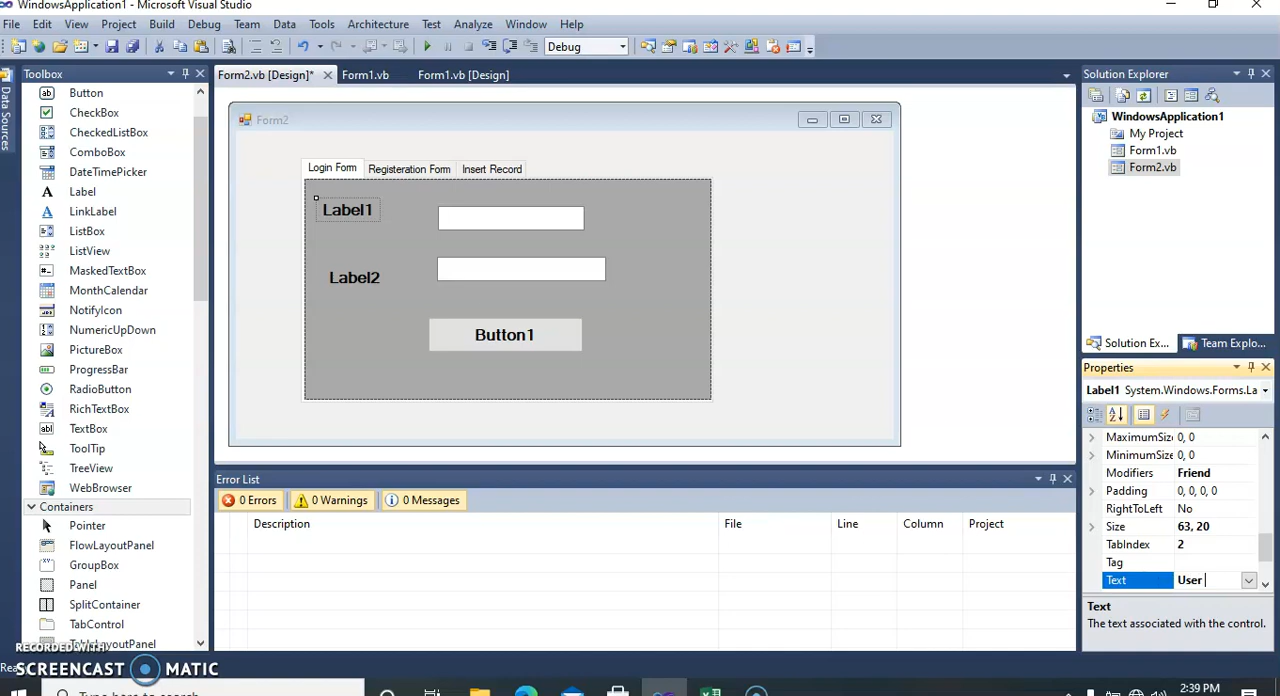 WindowsApplication1 - Microsoft Visual Studio
File Edit View Project Build Debug Team Data Tools Architecture Test Analyze Window Help
Debug
Data Sources
Toolbox
Button
CheckBox
CheckedListBox
ComboBox
DateTimePicker
Label
LinkLabel
ListBox
ListView
MaskedTextBox
MonthCalendar
NotifyIcon
NumericUpDown
PictureBox
ProgressBar
RadioButton
RichTextBox
TextBox
ToolTip
TreeView
WebBrowser
Containers
Pointer
FlowLayoutPanel
GroupBox
Panel
SplitContainer
TabControl
TableLayoutPanel
Form2.vb [Design]* Form1.vb Form1.vb [Design]
Form2
Login Form Registeration Form Insert Record
Label1
Label2
Button1
Error List
0 Errors 0 Warnings 0 Messages
Description File Line Column Project
Solution Explorer
WindowsApplication1
My Project
Form1.vb
Form2.vb
Solution Ex... Team Explo...
Properties
Label1 System.Windows.Forms.La
MaximumSiz 0, 0
MinimumSize 0, 0
Modifiers Friend
Padding 0, 0, 0, 0
RightToLeft No
Size 63, 20
TabIndex 2
Tag
Text User
Text
The text associated with the control.
RECORDED WITH
SCREENCAST MATIC
Type here to search
2:39 PM